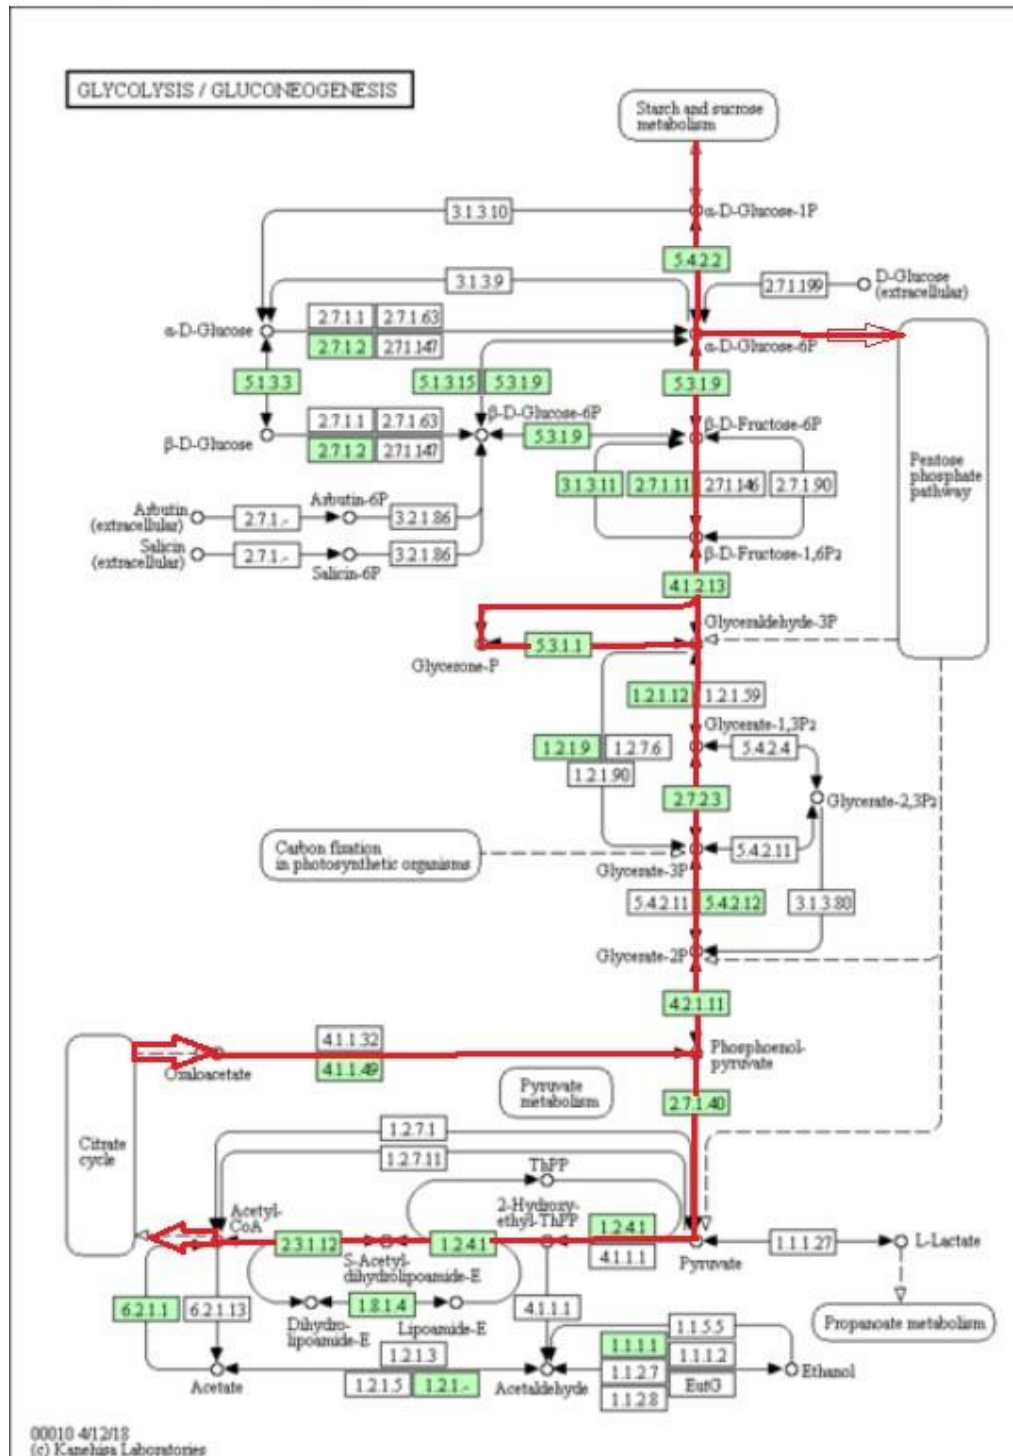 GLYCOLYSIS / GLUCONEOGENESIS
Starch and sucrose
metabolism
3.1.3.10
α-D-Glucose-1P
5.4.2.2
3.1.3.9
2.7.1.199
D-Glucose
(extracellular)
α-D-Glucose
2.7.1.1
2.7.1.63
2.7.1.2
2.7.1.147
α-D-Glucose-6P
5.1.3.3
5.1.3.15
5.3.1.9
5.3.1.9
β-D-Glucose
2.7.1.1
2.7.1.63
2.7.1.2
2.7.1.147
β-D-Glucose-6P
5.3.1.9
β-D-Fructose-6P
Pentose
phosphate
pathway
3.1.3.11
2.7.1.11
2.7.1.146
2.7.1.90
Arbutin
(extracellular)
2.7.1.-
Arbutin-6P
3.2.1.86
Salicin
(extracellular)
2.7.1.-
Salicin-6P
3.2.1.86
β-D-Fructose-1,6P2
4.1.2.13
Glyceraldehyde-3P
5.3.1.1
Glycerone-P
1.2.1.12
1.2.1.59
Glycerate-1,3P2
1.2.1.9
1.2.7.6
1.2.1.90
5.4.2.4
2.7.2.3
Glycerate-2,3P2
Carbon fixation
in photosynthetic organisms
5.4.2.11
Glycerate-3P
5.4.2.11
5.4.2.12
3.1.3.80
Glycerate-2P
4.2.1.11
4.1.1.32
4.1.1.49
Oxaloacetate
Phosphoenol-
pyruvate
Pyruvate
metabolism
2.7.1.40
Citrate
cycle
1.2.7.1
1.2.7.11
ThPP
Acetyl-
CoA
2-Hydroxy-
ethyl-ThPP
2.3.1.12
1.2.4.1
1.2.4.1
4.1.1.1
Pyruvate
1.1.1.27
L-Lactate
S-Acetyl-
dihydrolipoamide-E
6.2.1.1
6.2.1.13
1.8.1.4
4.1.1.1
Dihydro-
lipoamide-E
Lipoamide-E
Propanoate metabolism
1.2.1.3
1.2.1.5
1.2.1.-
Acetate
Acetaldehyde
1.1.1.1
1.1.5.5
1.1.1.2
1.1.2.7
EutG
1.1.2.8
Ethanol
00010 4/12/18
(c) Kanehisa Laboratories